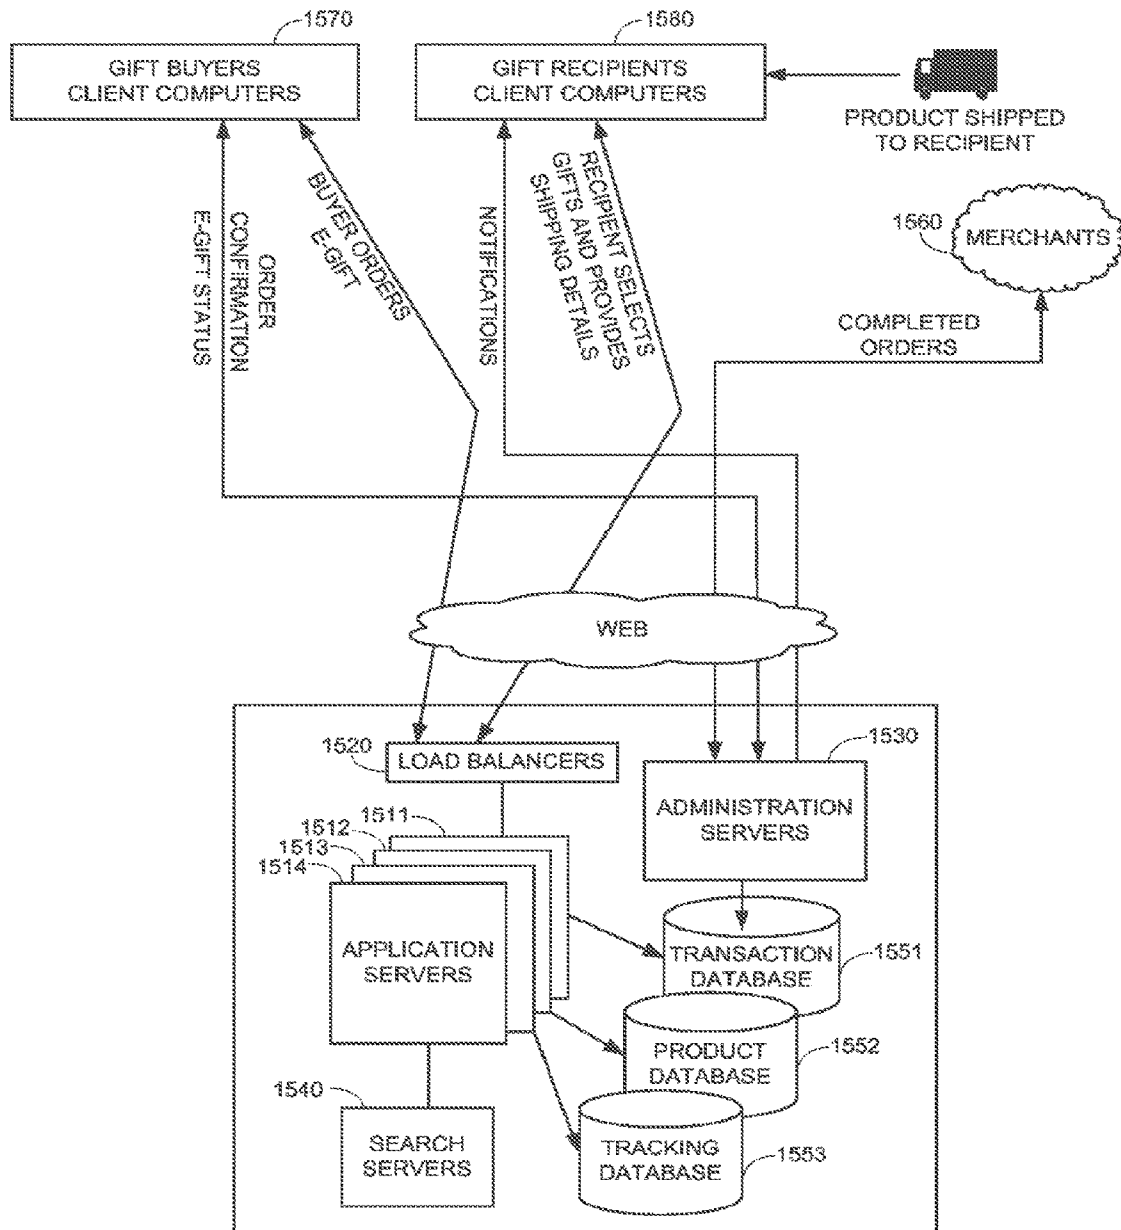 1570
GIFT BUYERS
CLIENT COMPUTERS
1580
GIFT RECIPIENTS
CLIENT COMPUTERS
PRODUCT SHIPPED
TO RECIPIENT
1560
MERCHANTS
COMPLETED
ORDERS
ORDER
CONFIRMATION
E-GIFT STATUS
BUYER ORDERS
E-GIFT
NOTIFICATIONS
RECIPIENT SELECTS
GIFTS AND PROVIDES
SHIPPING DETAILS
WEB
1520
LOAD BALANCERS
1530
ADMINISTRATION
SERVERS
1511
1512
1513
1514
APPLICATION
SERVERS
TRANSACTION
DATABASE
1551
PRODUCT
DATABASE
1552
TRACKING
DATABASE
1553
1540
SEARCH
SERVERS